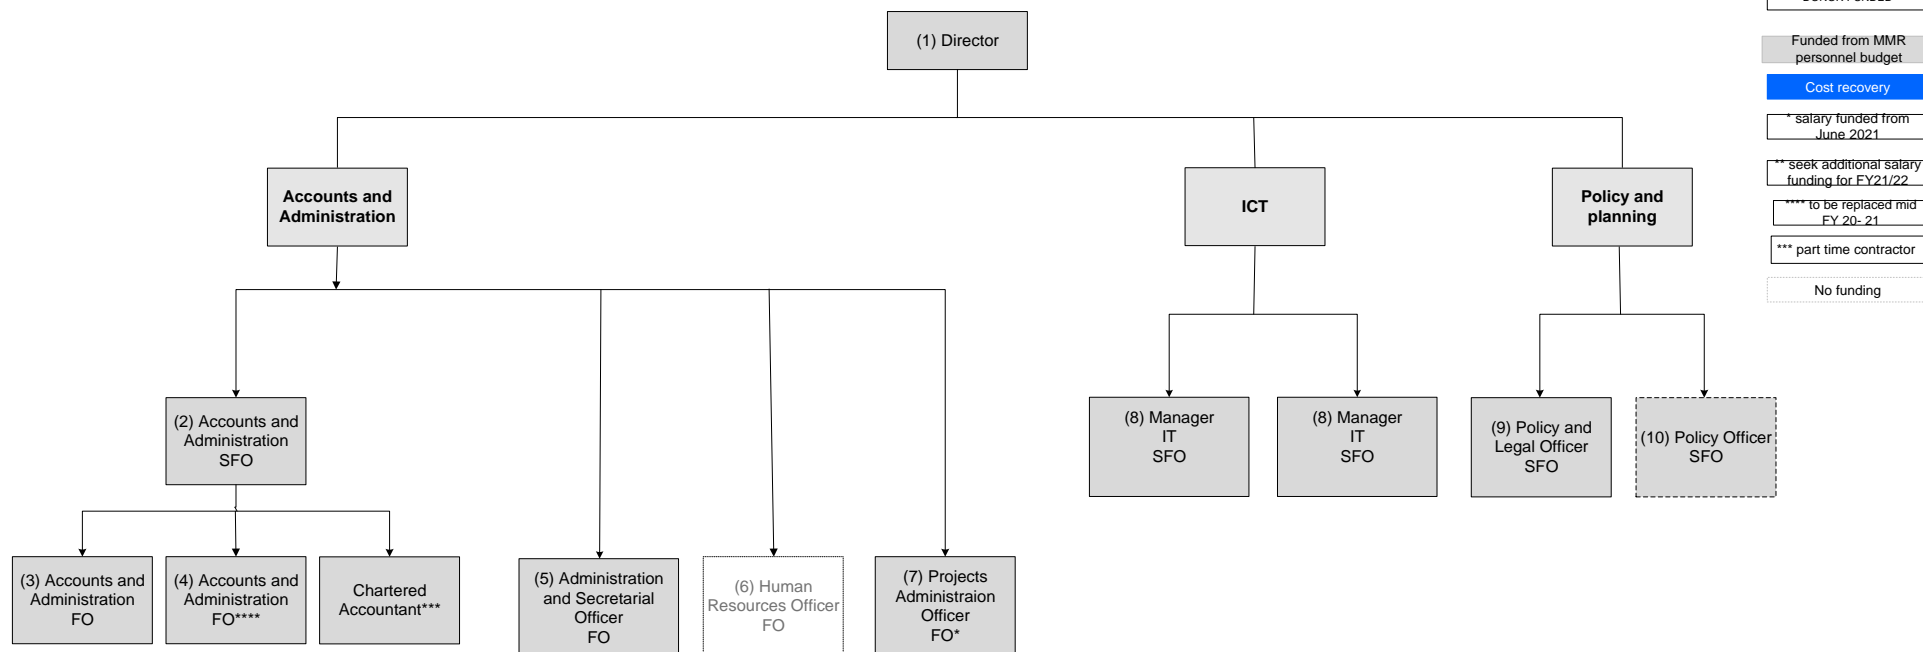 (1) Director
Accounts and
Administration
ICT
Policy and
planning
(2) Accounts and
Administration
SFO
(8) Manager
IT
SFO
(8) Manager
IT
SFO
(9) Policy and
Legal Officer
SFO
(10) Policy Officer
SFO
(3) Accounts and
Administration
FO
(4) Accounts and
Administration
FO****
Chartered
Accountant***
(5) Administration
and Secretarial
Officer
FO
(6) Human
Resources Officer
FO
(7) Projects
Administraion
Officer
FO*
Funded from MMR
personnel budget
Cost recovery
* salary funded from
June 2021
** seek additional salary
funding for FY21/22
**** to be replaced mid
FY 20- 21
*** part time contractor
No funding